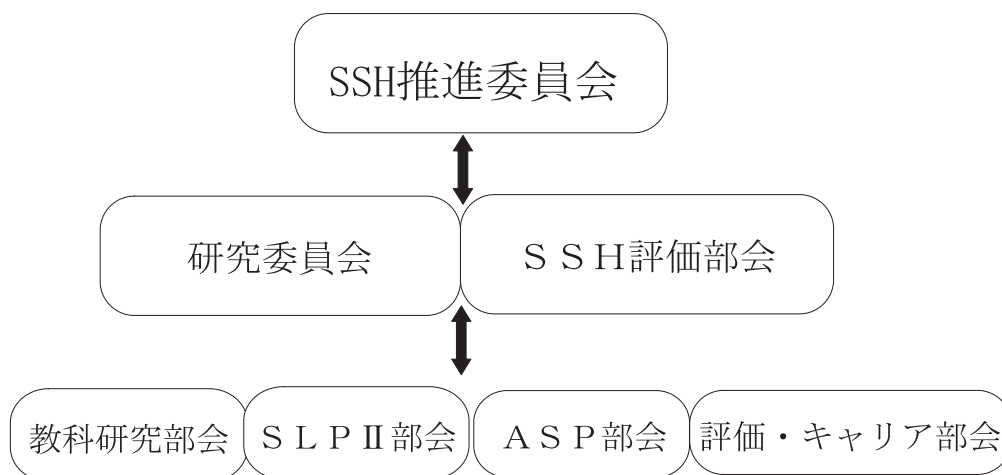 SSH推進委員会
研究委員会
ＳＳＨ評価部会
教科研究部会
ＳＬＰⅡ部会
ＡＳＰ部会
評価・キャリア部会